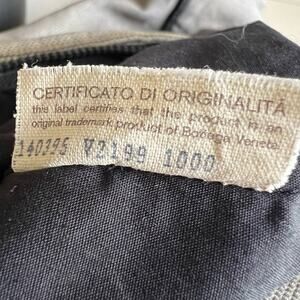 CERTIFICATO DI ORIGINALITÀ
this label certifies that the product is an
original trademark product of Bottega Veneta.
140395 V2199 1000